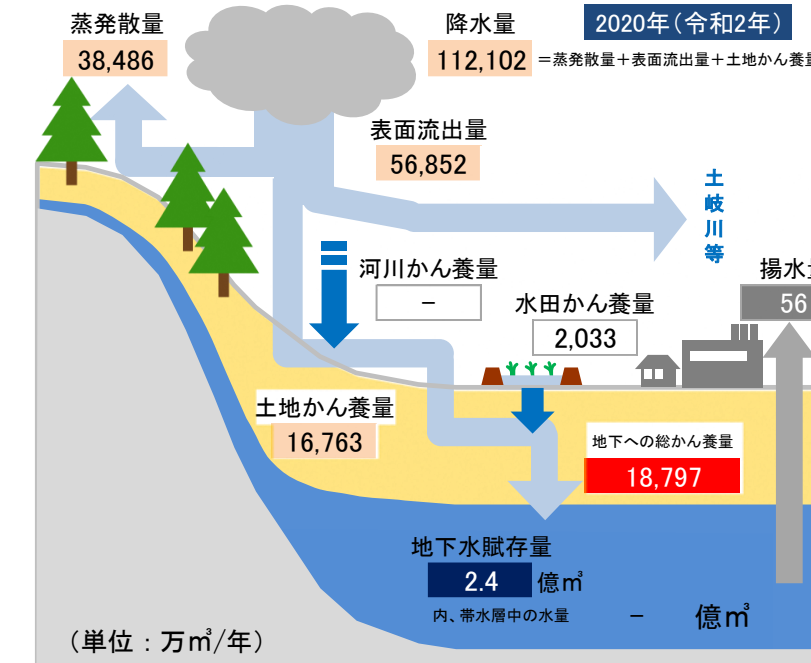 蒸発散量
38,486
降水量
112,102
2020年(令和2年)
=蒸発散量+表面流出量+土地かん養量
表面流出量
56,852
土岐川等
河川かん養量
-
水田かん養量
2,033
揚水量
56
土地かん養量
16,763
地下への総かん養量
18,797
地下水賦存量
2.4 億㎥
内、帯水層中の水量 - 億㎥
(単位:万㎥/年)